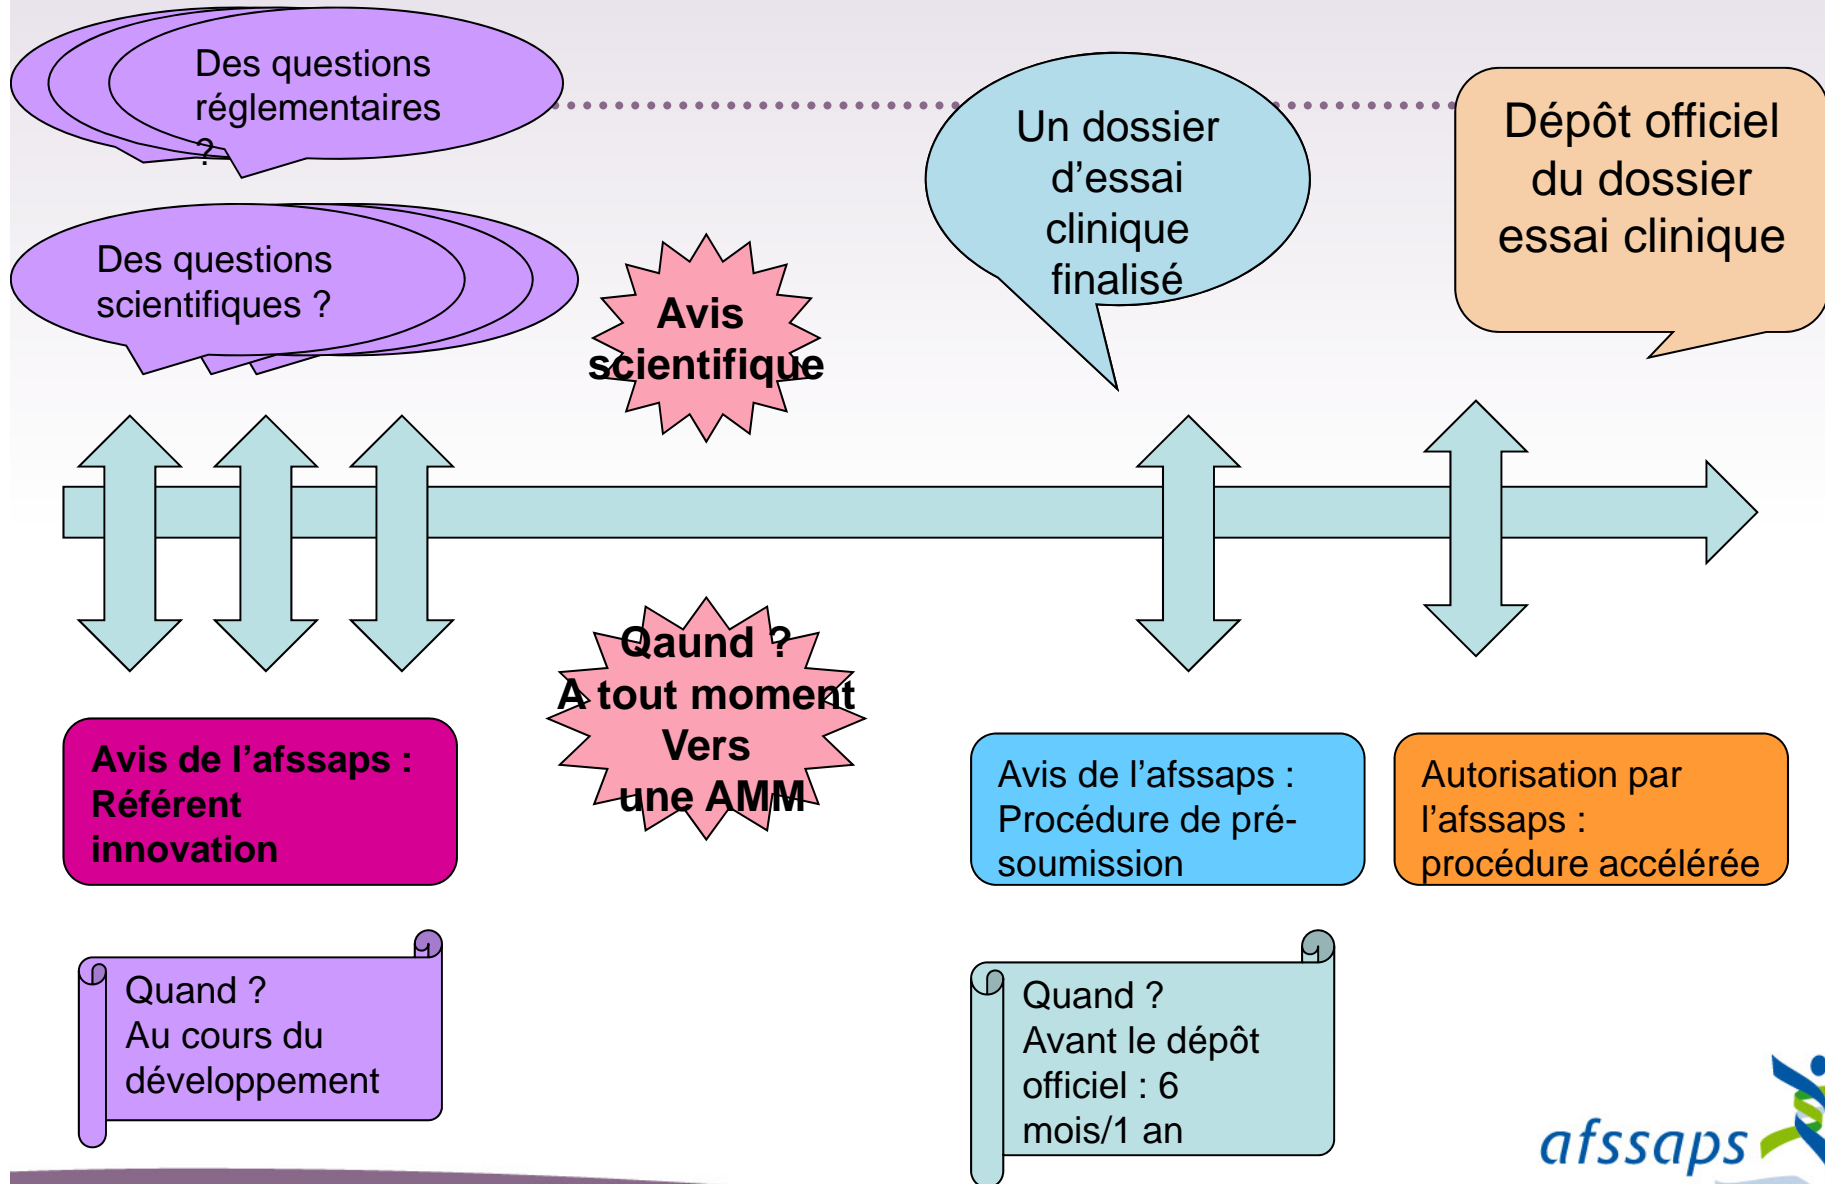 Des questions
réglementaires
?
Des questions
scientifiques ?
Avis
scientifique
Un dossier
d’essai
clinique
finalisé
Dépôt officiel
du dossier
essai clinique
Qaund ?
A tout moment
Vers
une AMM
Avis de l’afssaps :
Référent
innovation
Avis de l’afssaps :
Procédure de pré-
soumission
Autorisation par
l’afssaps :
procédure accélérée
Quand ?
Au cours du
développement
Quand ?
Avant le dépôt
officiel : 6
mois/1 an
afssaps